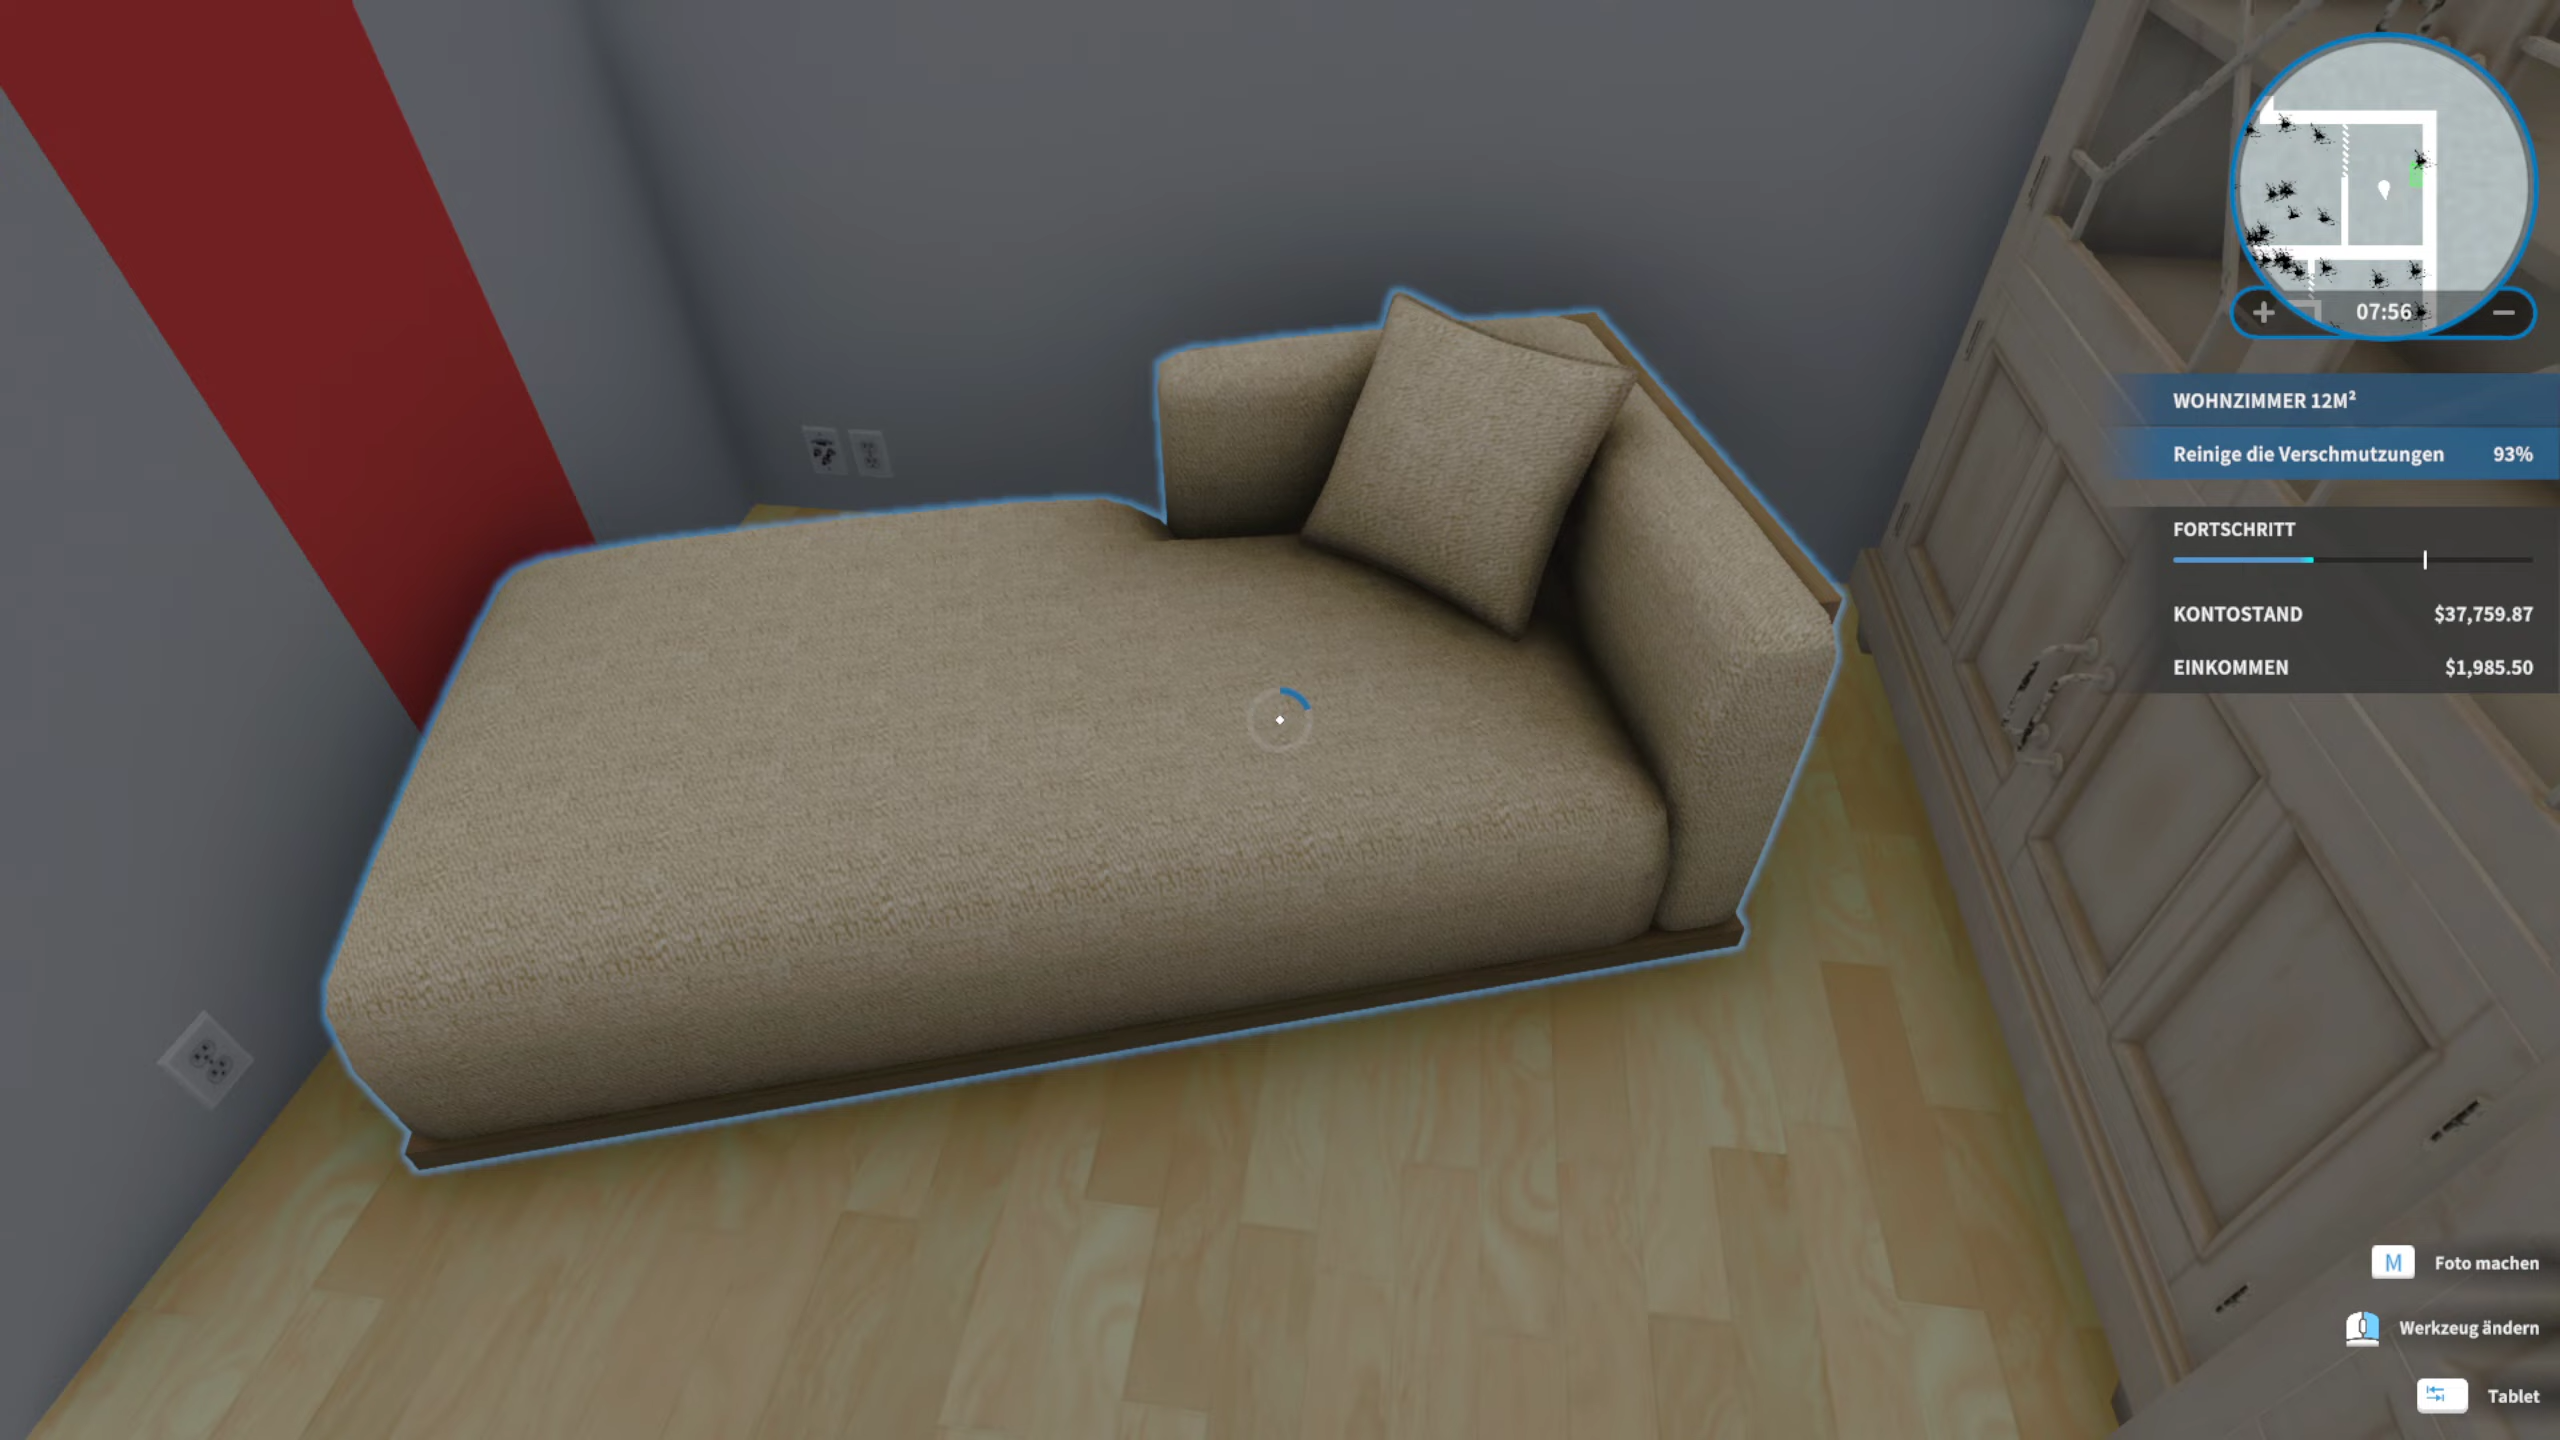 07:56
WOHNZIMMER 12M²
Reinige die Verschmutzungen 93%
FORTSCHRITT
KONTOSTAND $37,759.87
EINKOMMEN $1,985.50
M Foto machen
Werkzeug ändern
Tablet